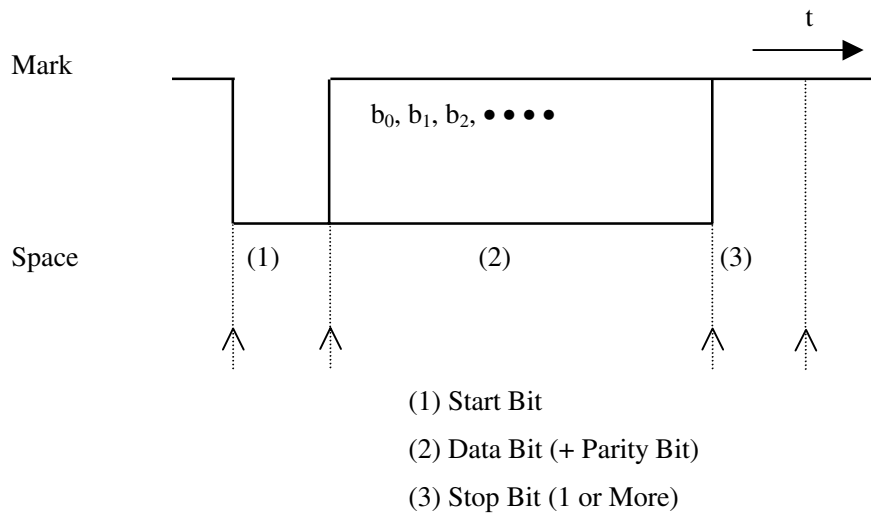 t
Mark
b₀, b₁, b₂, ● ● ● ●
Space
(1)
(2)
(3)
(1) Start Bit
(2) Data Bit (+ Parity Bit)
(3) Stop Bit (1 or More)